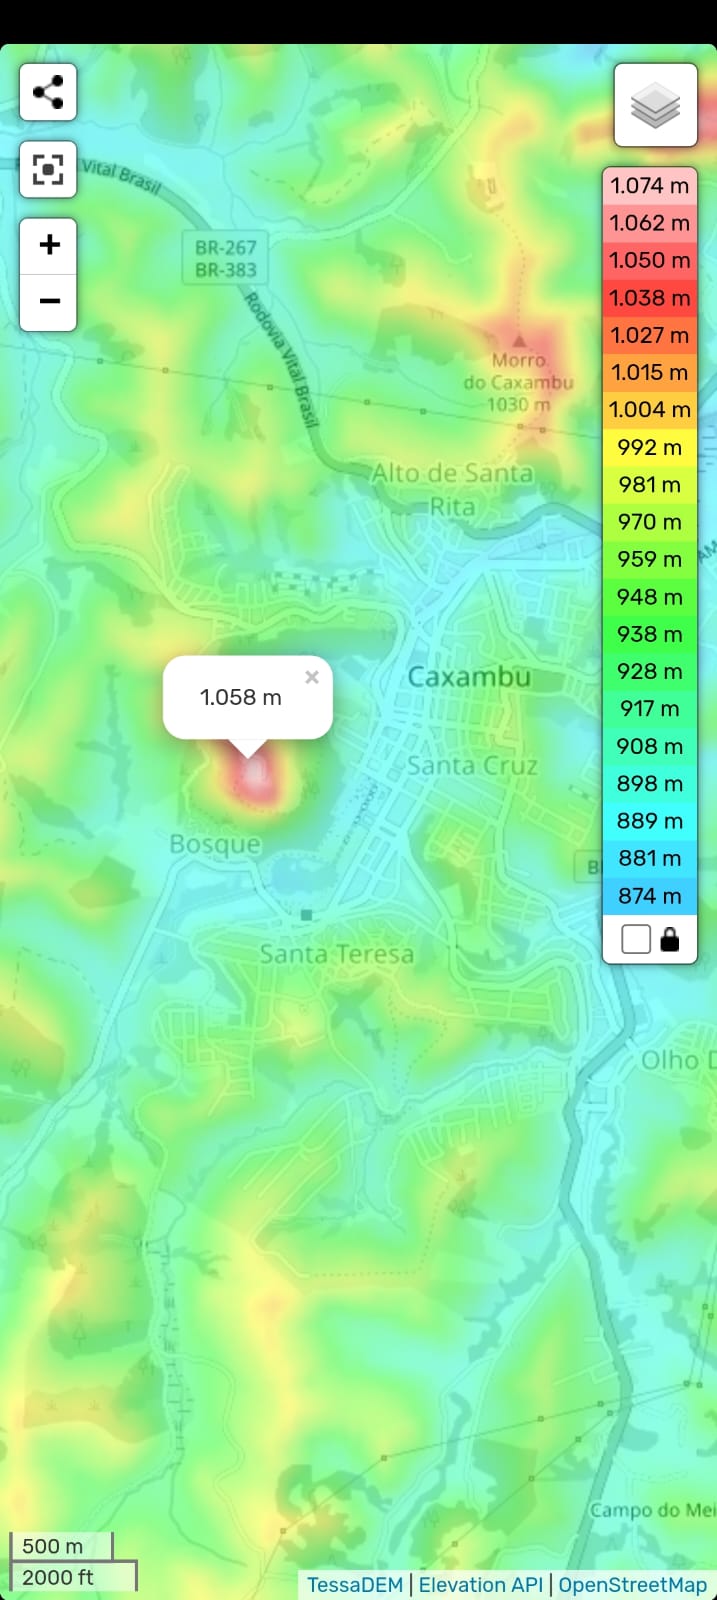 Vital Brasil
BR-267
BR-383
Rodovia Vital Brasil
Morro
do Caxambu
1030 m
Alto de Santa
Rita
1.058 m
×
Caxambu
Santa Cruz
Bosque
Santa Teresa
Olho D
Campo do Mei
+
−
1.074 m
1.062 m
1.050 m
1.038 m
1.027 m
1.015 m
1.004 m
992 m
981 m
970 m
959 m
948 m
938 m
928 m
917 m
908 m
898 m
889 m
881 m
874 m
500 m
2000 ft
TessaDEM | Elevation API | OpenStreetMap